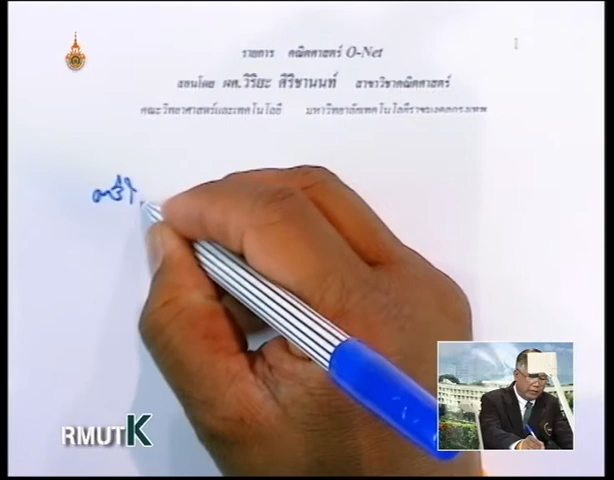 รายการ คณิตศาสตร์ O-Net
สอนโดย ผศ.วิริยะ สิริชานนท์ สาขาวิชาคณิตศาสตร์
คณะวิทยาศาสตร์และเทคโนโลยี มหาวิทยาลัยเทคโนโลยีราชมงคลกรุงเทพ
RMUTK